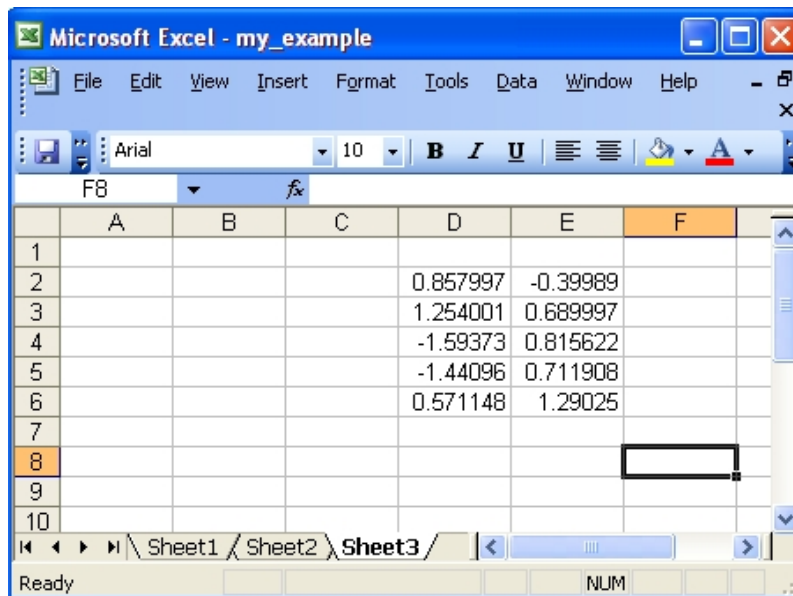 Microsoft Excel - my_example
File Edit View Insert Format Tools Data Window Help
Arial 10 B I U A
F8 fx
A B C D E F
1
2 0.857997 -0.39989
3 1.254001 0.689997
4 -1.59373 0.815622
5 -1.44096 0.711908
6 0.571148 1.29025
7
8
9
10
Sheet1 Sheet2 Sheet3
Ready NUM